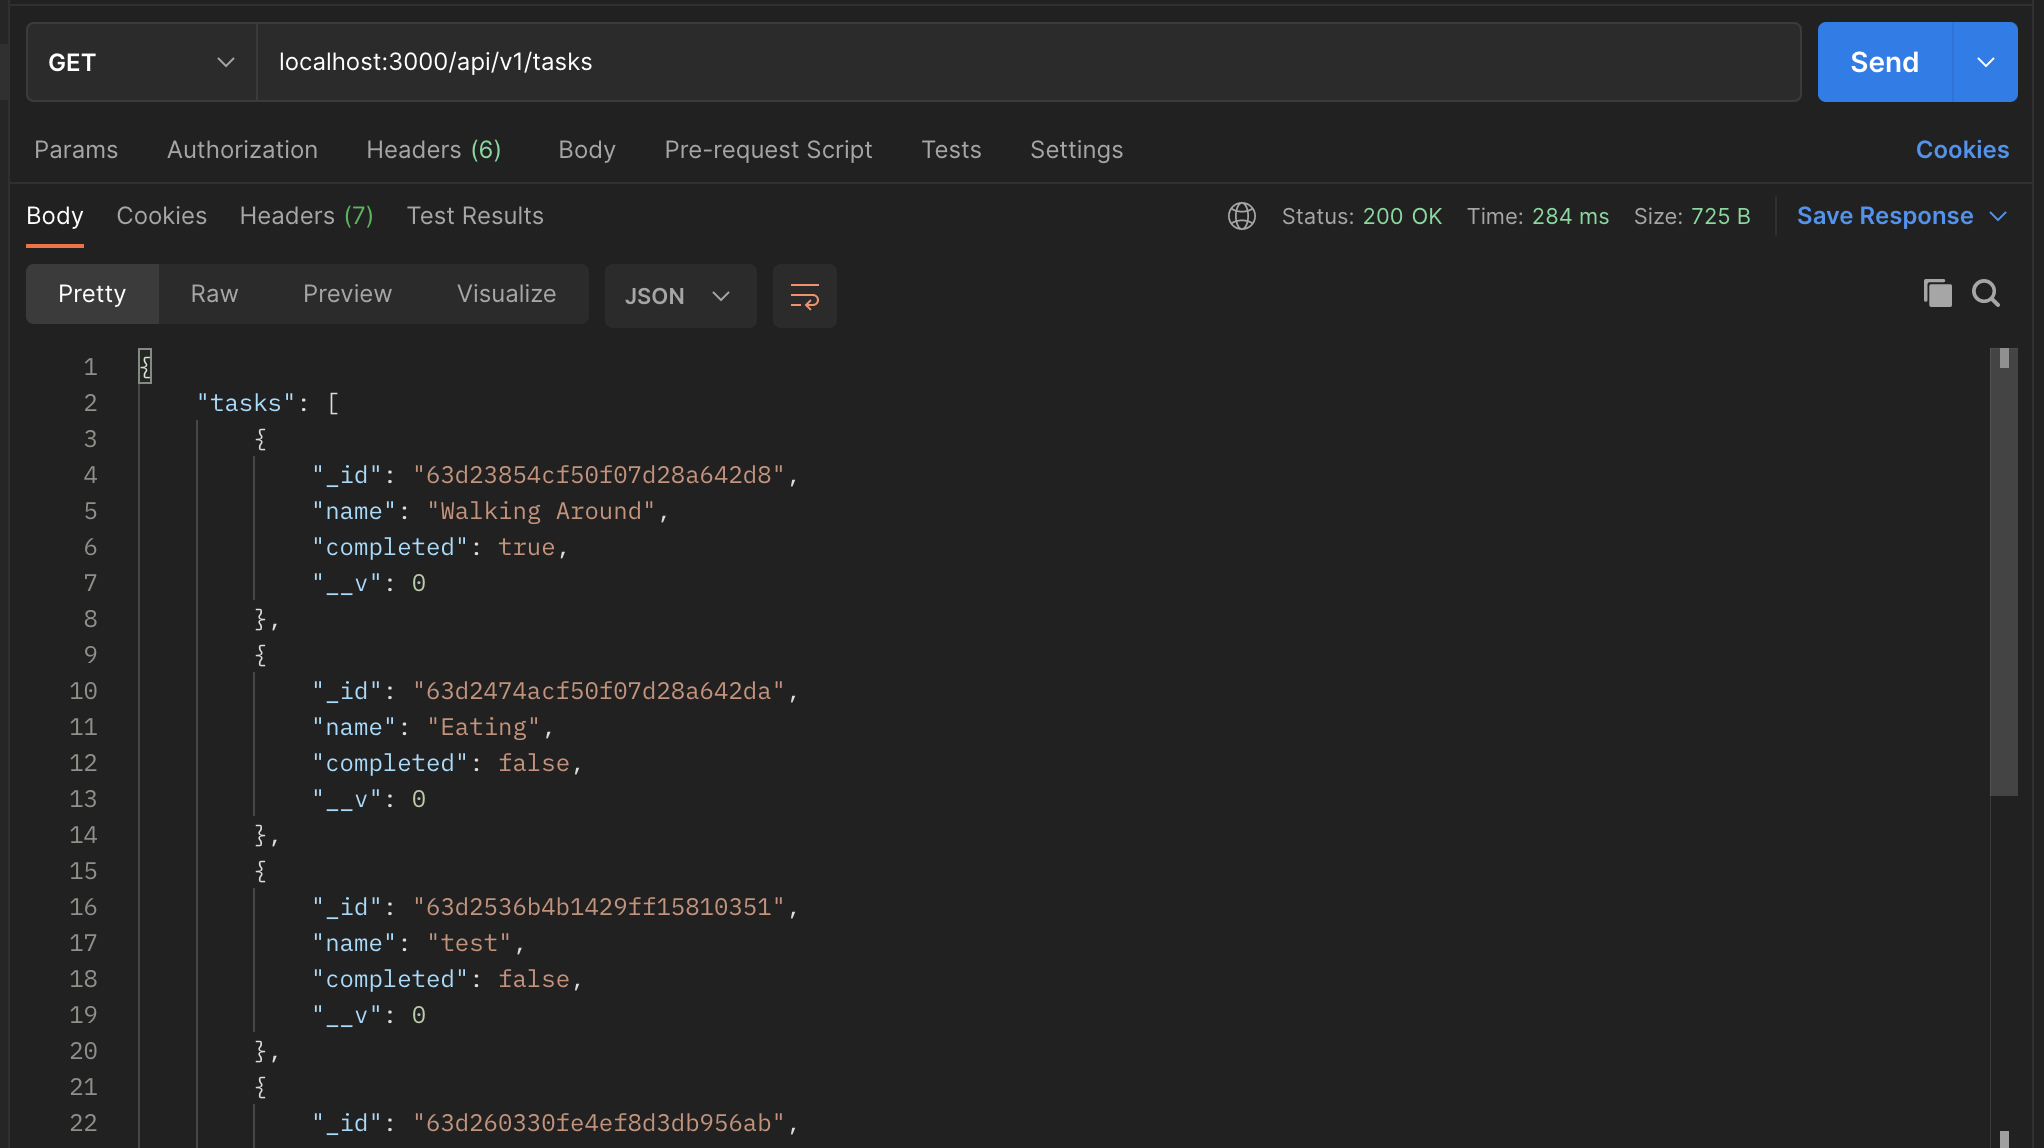 GET localhost:3000/api/v1/tasks Send
Params Authorization Headers (6) Body Pre-request Script Tests Settings Cookies
Body Cookies Headers (7) Test Results Status: 200 OK Time: 284 ms Size: 725 B Save Response
Pretty Raw Preview Visualize JSON
1 {
2 "tasks": [
3 {
4 "_id": "63d23854cf50f07d28a642d8",
5 "name": "Walking Around",
6 "completed": true,
7 "__v": 0
8 },
9 {
10 "_id": "63d2474acf50f07d28a642da",
11 "name": "Eating",
12 "completed": false,
13 "__v": 0
14 },
15 {
16 "_id": "63d2536b4b1429ff15810351",
17 "name": "test",
18 "completed": false,
19 "__v": 0
20 },
21 {
22 "_id": "63d260330fe4ef8d3db956ab",